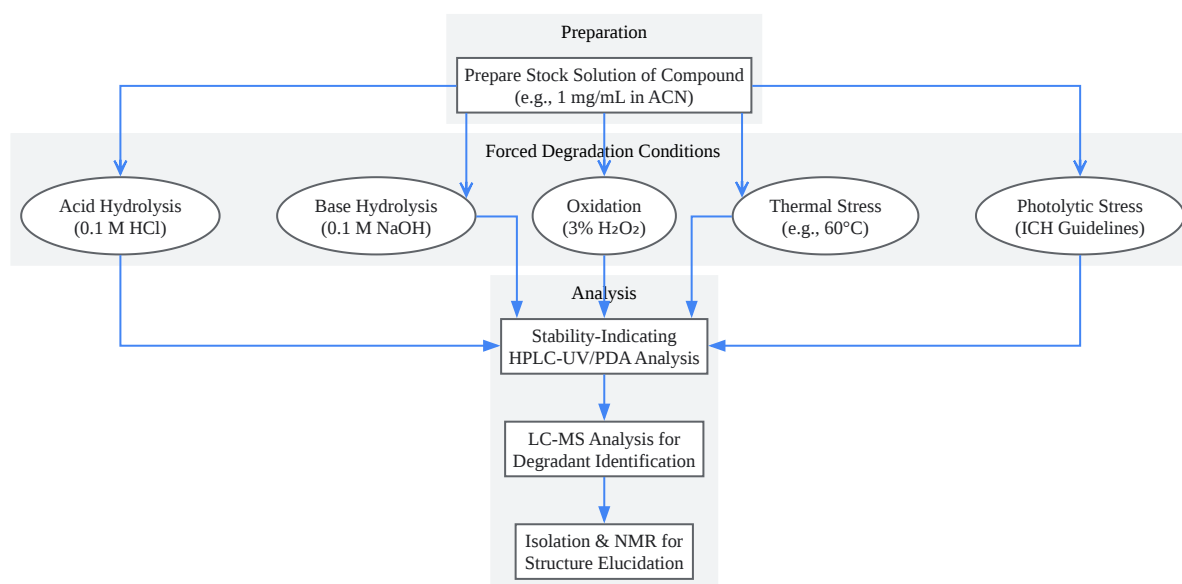 Preparation
Prepare Stock Solution of Compound
(e.g., 1 mg/mL in ACN)
Forced Degradation Conditions
Acid Hydrolysis
(0.1 M HCl)
Base Hydrolysis
(0.1 M NaOH)
Oxidation
(3% H₂O₂)
Thermal Stress
(e.g., 60°C)
Photolytic Stress
(ICH Guidelines)
Analysis
Stability-Indicating
HPLC-UV/PDA Analysis
LC-MS Analysis for
Degradant Identification
Isolation & NMR for
Structure Elucidation